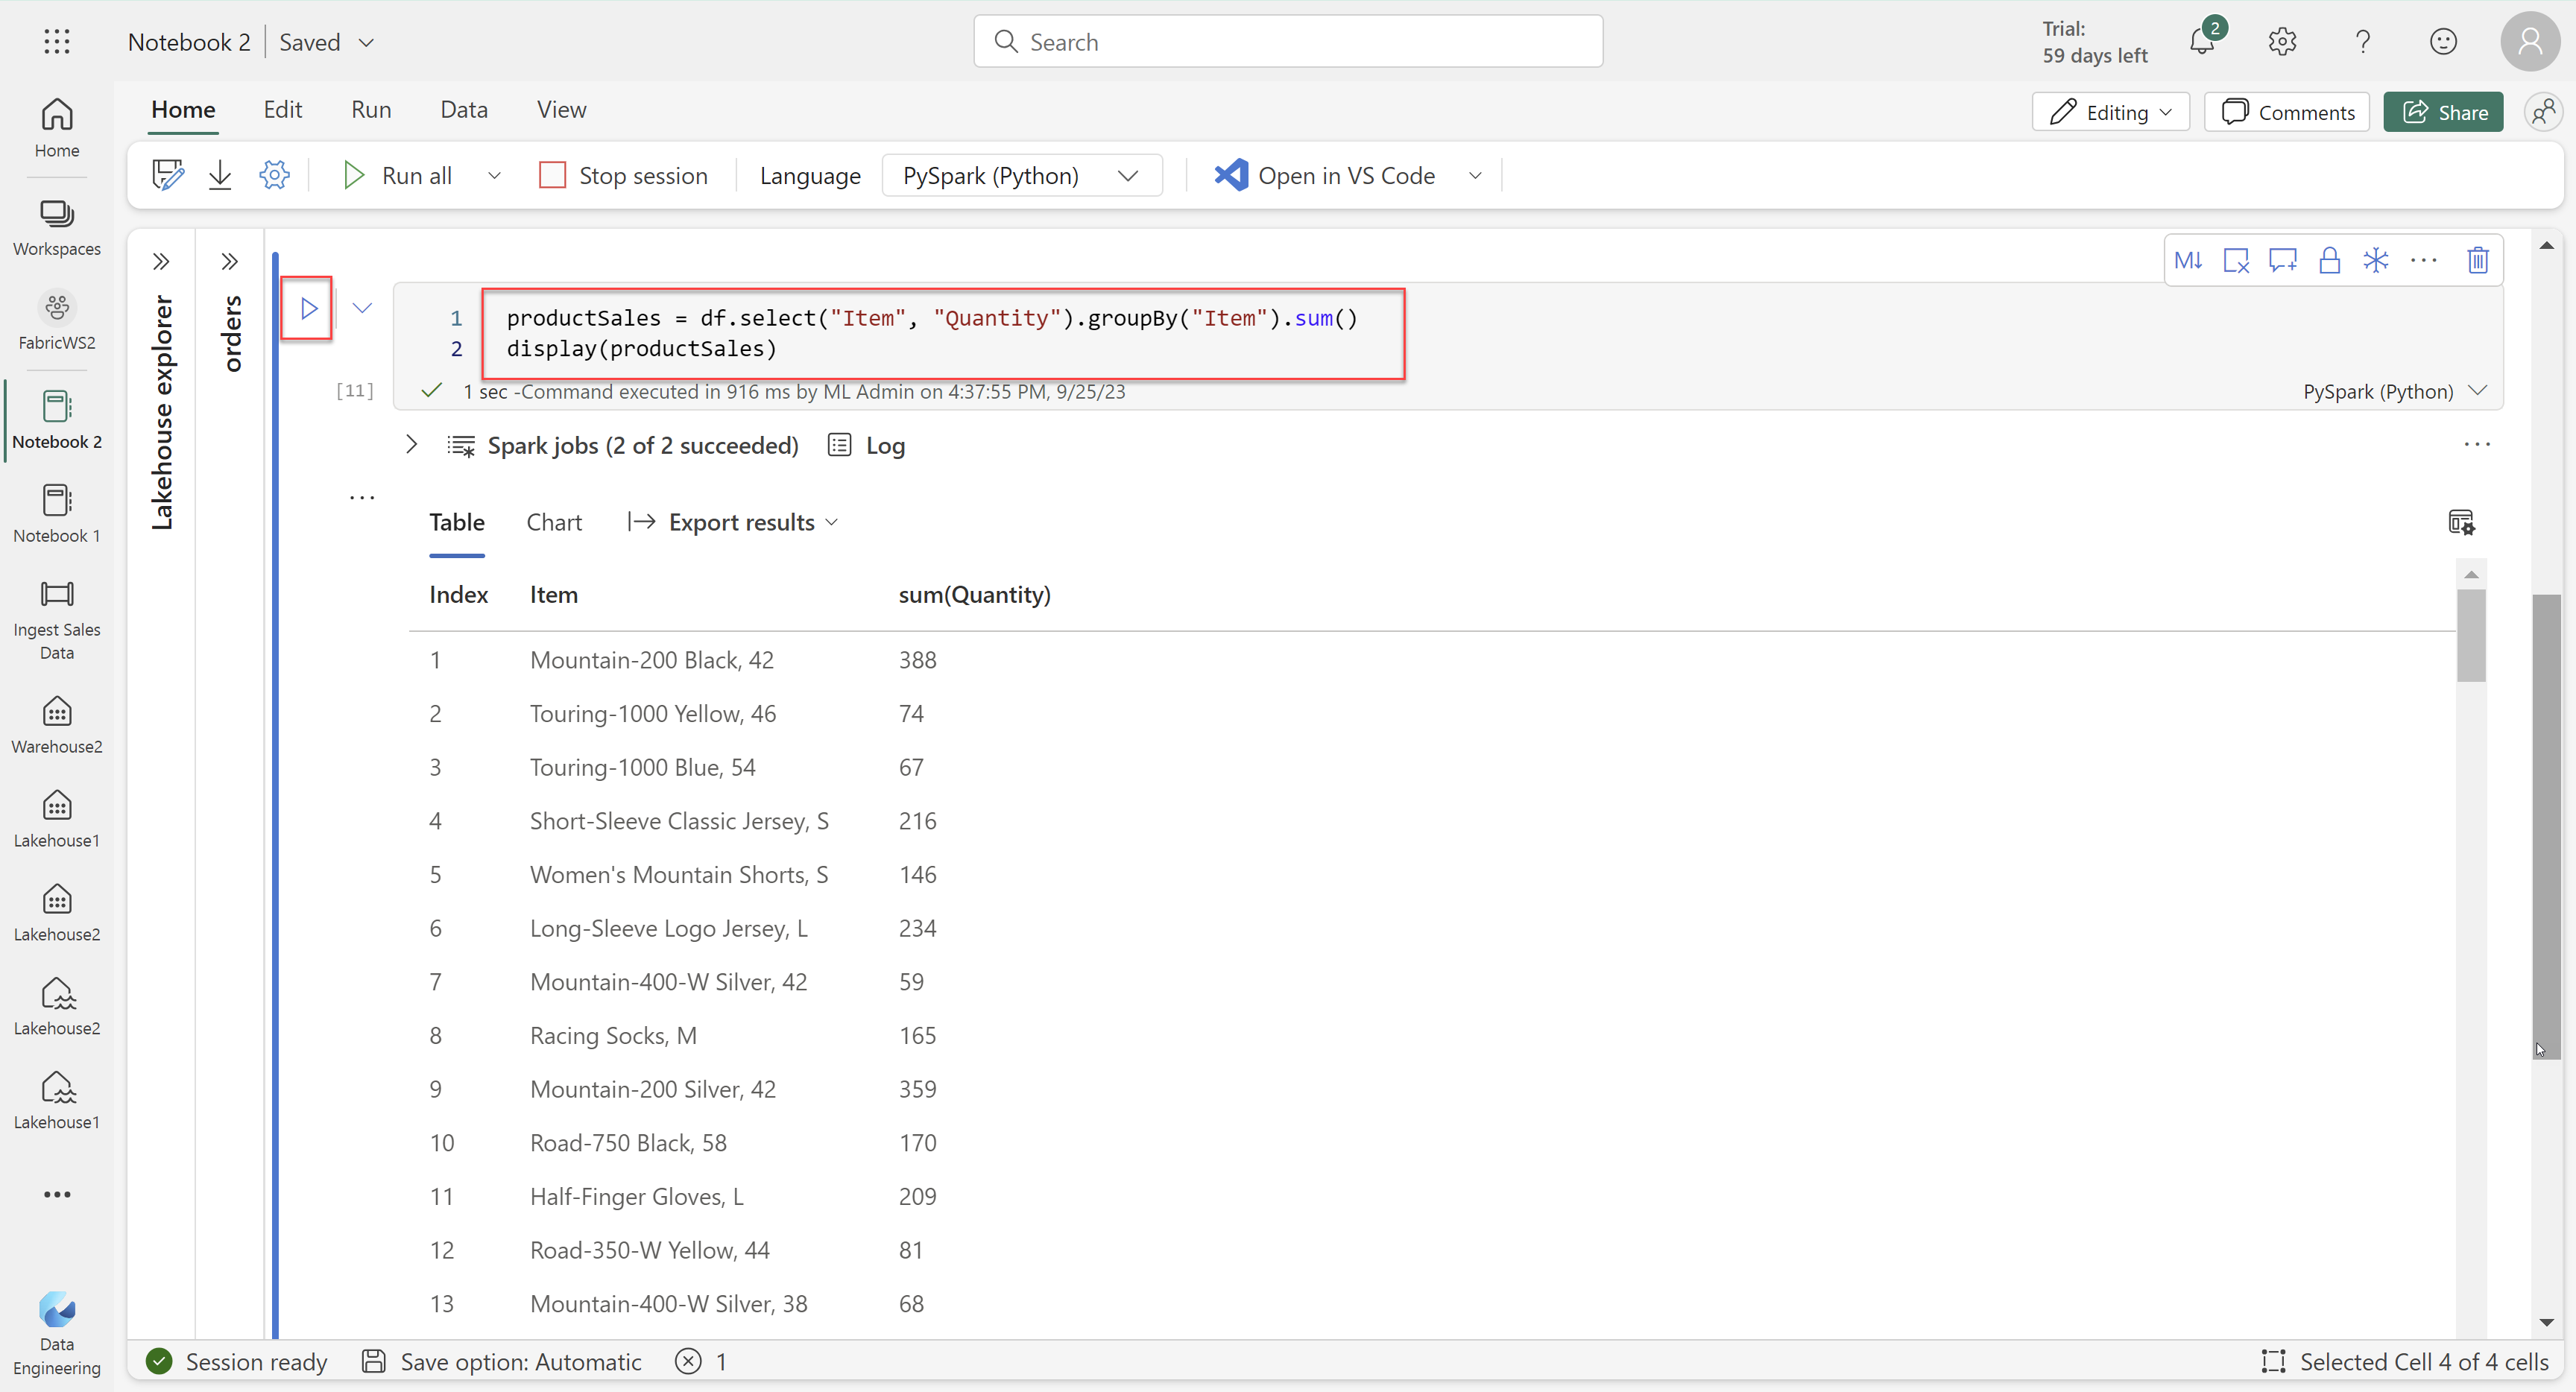 Notebook 2 | Saved
Search
Trial:
59 days left
2
Home
Edit
Run
Data
View
Editing
Comments
Share
Run all
Stop session
Language
PySpark (Python)
Open in VS Code
Home
Workspaces
FabricWS2
Notebook 2
Notebook 1
Ingest Sales
Data
Warehouse2
Lakehouse1
Lakehouse2
Lakehouse2
Lakehouse1
Data
Engineering
Lakehouse explorer
orders
M↓
1 productSales = df.select("Item", "Quantity").groupBy("Item").sum()
2 display(productSales)
[11]
1 sec -Command executed in 916 ms by ML Admin on 4:37:55 PM, 9/25/23
PySpark (Python)
Spark jobs (2 of 2 succeeded)
Log
Table
Chart
Export results
Index Item sum(Quantity)
1 Mountain-200 Black, 42 388
2 Touring-1000 Yellow, 46 74
3 Touring-1000 Blue, 54 67
4 Short-Sleeve Classic Jersey, S 216
5 Women's Mountain Shorts, S 146
6 Long-Sleeve Logo Jersey, L 234
7 Mountain-400-W Silver, 42 59
8 Racing Socks, M 165
9 Mountain-200 Silver, 42 359
10 Road-750 Black, 58 170
11 Half-Finger Gloves, L 209
12 Road-350-W Yellow, 44 81
13 Mountain-400-W Silver, 38 68
Session ready
Save option: Automatic
1
Selected Cell 4 of 4 cells